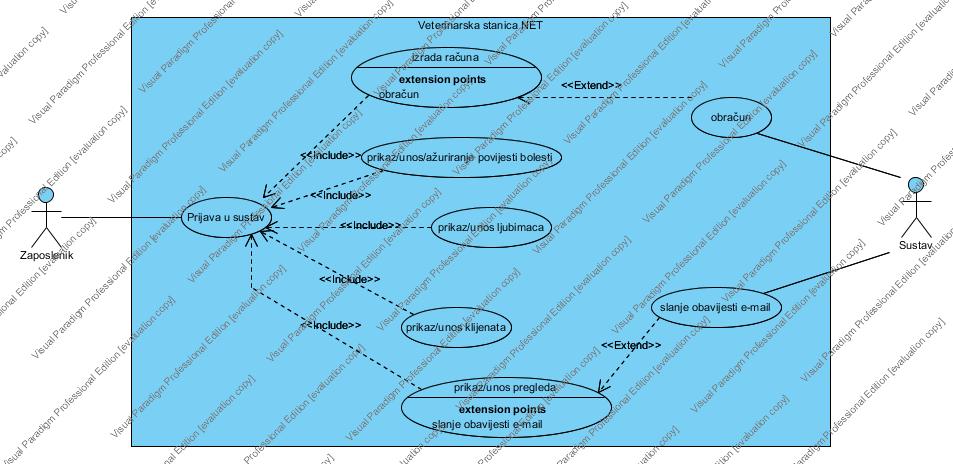 Veterinarska stanica NET
izrada računa
extension points
obračun
<<Extend>>
obračun
<<Include>>
prikaz/unos/ažuriranje povijesti bolesti
<<Include>>
Prijava u sustav
<<Include>>
prikaz/unos ljubimaca
Zaposlenik
Sustav
<<Include>>
slanje obavijesti e-mail
prikaz/unos klijenata
<<Include>>
<<Extend>>
prikaz/unos pregleda
extension points
slanje obavijesti e-mail
Visual Paradigm Professional Edition [evaluation copy]